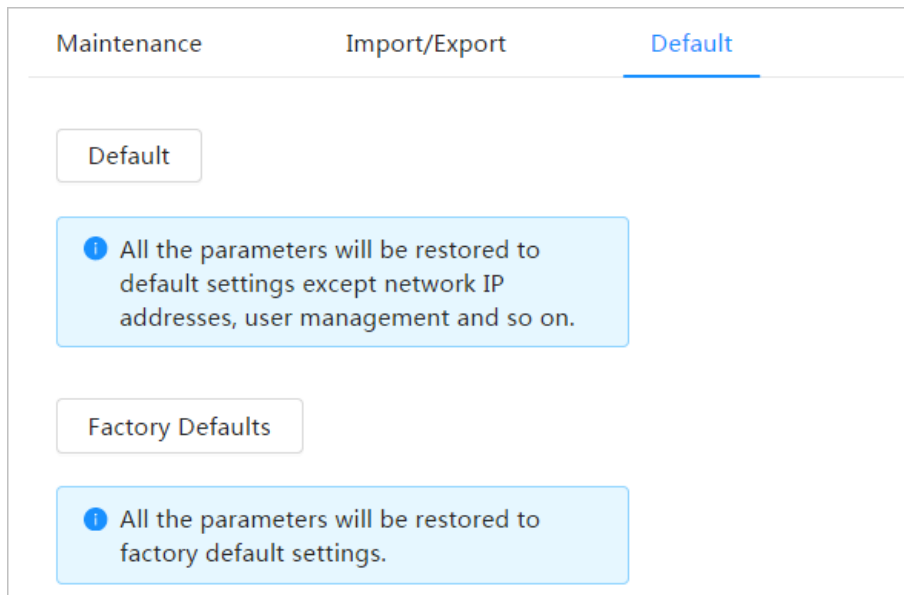 Maintenance Import/Export Default
Default
All the parameters will be restored to
default settings except network IP
addresses, user management and so on.
Factory Defaults
All the parameters will be restored to
factory default settings.